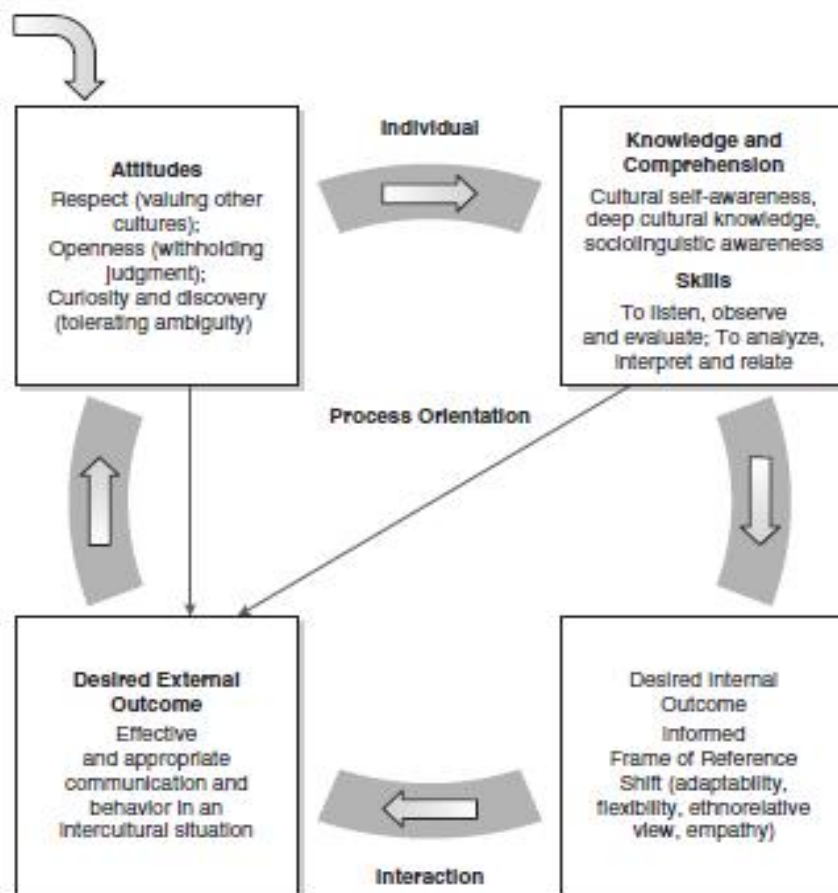 Individual
Attitudes
Respect (valuing other
cultures);
Openness (withholding
judgment);
Curiosity and discovery
(tolerating ambiguity)
Knowledge and
Comprehension
Cultural self-awareness,
deep cultural knowledge,
sociolinguistic awareness
Skills
To listen, observe
and evaluate; To analyze,
interpret and relate
Process Orientation
Desired External
Outcome
Effective
and appropriate
communication and
behavior in an
intercultural situation
Desired Internal
Outcome
Informed
Frame of Reference
Shift (adaptability,
flexibility, ethnorelative
view, empathy)
Interaction